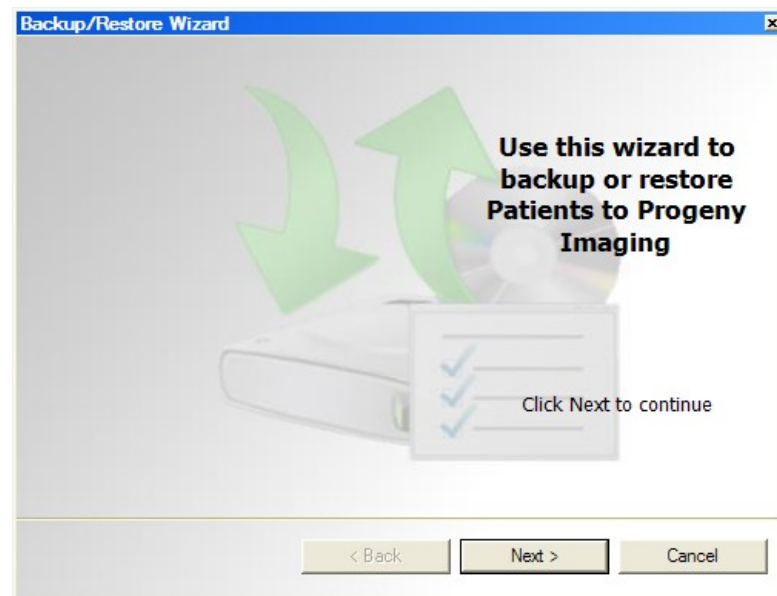 Backup/Restore Wizard
Use this wizard to
backup or restore
Patients to Progeny
Imaging
Click Next to continue
< Back
Next >
Cancel